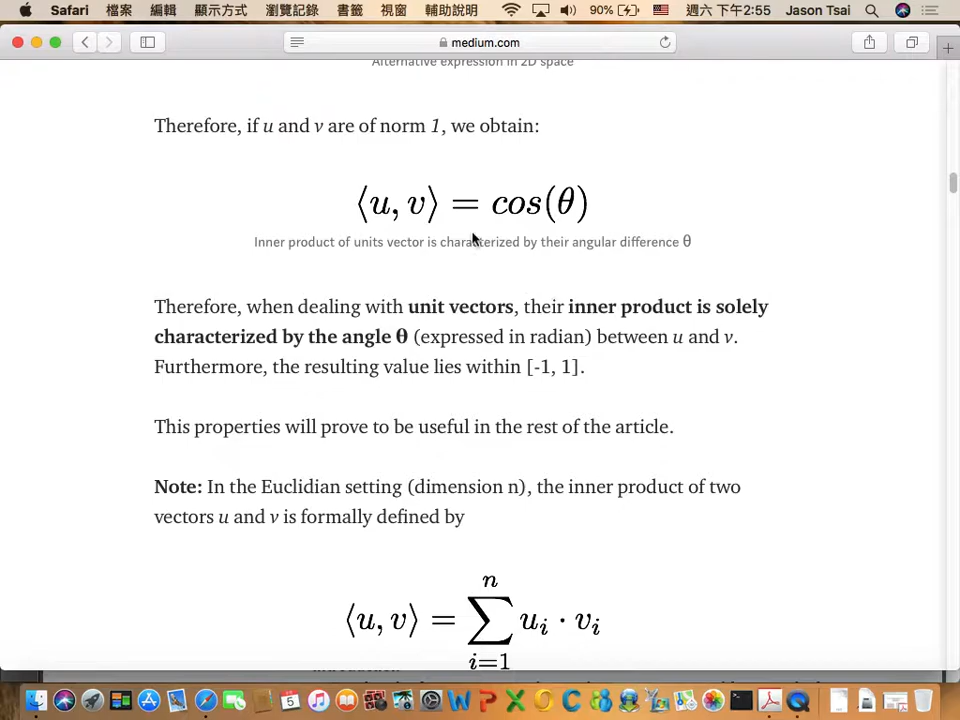 Safari 檔案 編輯 顯示方式 瀏覽記錄 書籤 視窗 輔助說明 90% 週六 下午2:55 Jason Tsai
medium.com
Alternative expression in 2D space
Therefore, if u and v are of norm 1, we obtain:
⟨u, v⟩ = cos(θ)
Inner product of units vector is characterized by their angular difference θ
Therefore, when dealing with unit vectors, their inner product is solely
characterized by the angle θ (expressed in radian) between u and v.
Furthermore, the resulting value lies within [-1, 1].
This properties will prove to be useful in the rest of the article.
Note: In the Euclidian setting (dimension n), the inner product of two
vectors u and v is formally defined by
n
⟨u, v⟩ = ∑ uᵢ · vᵢ
i=1
5